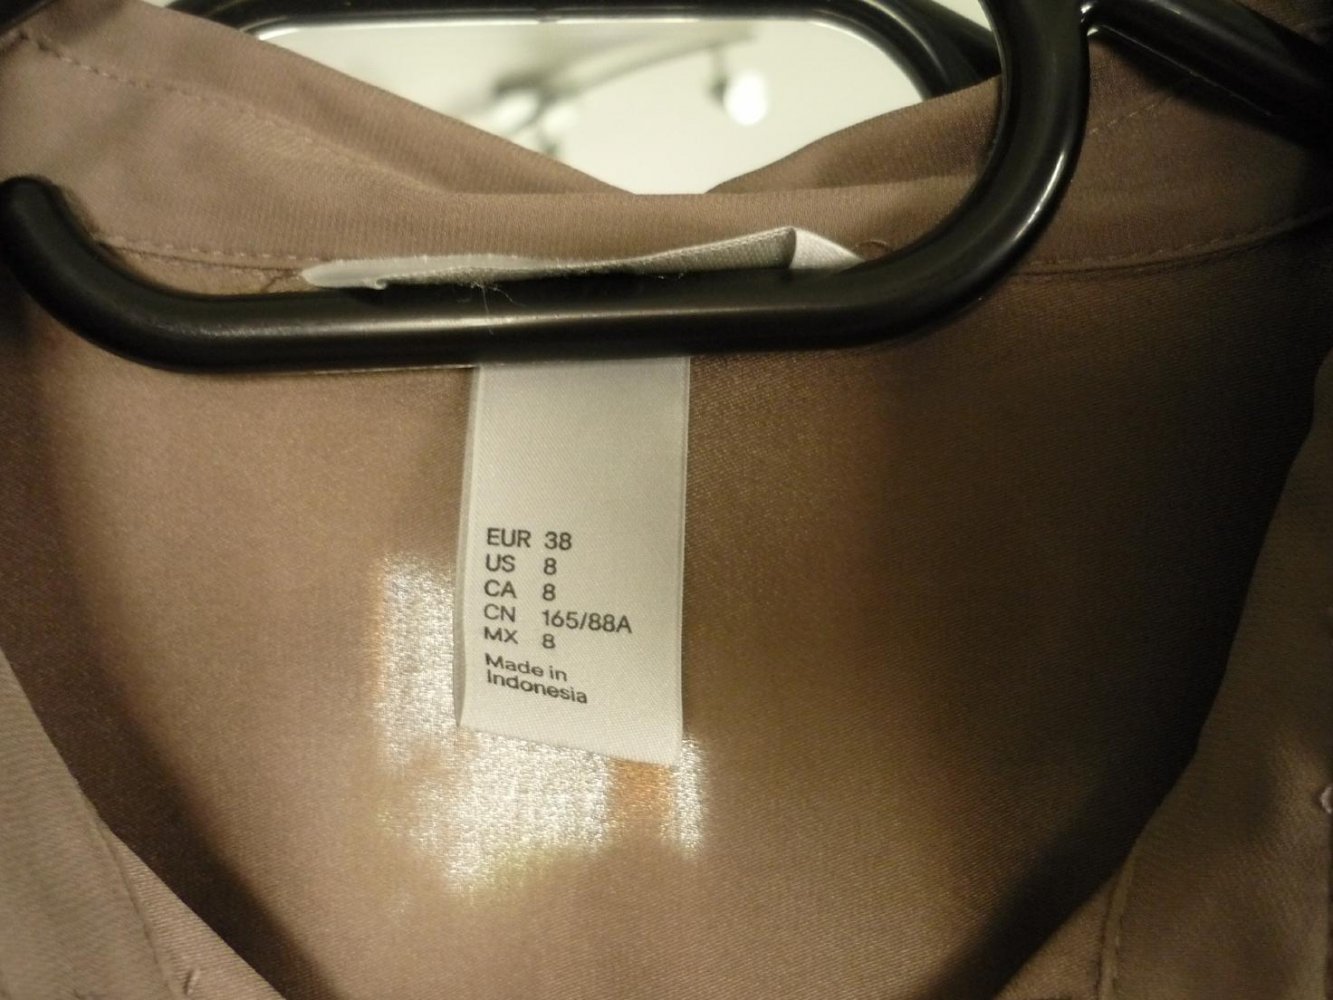 EUR 38
US 8
CA 8
CN 165/88A
MX 8
Made in
Indonesia